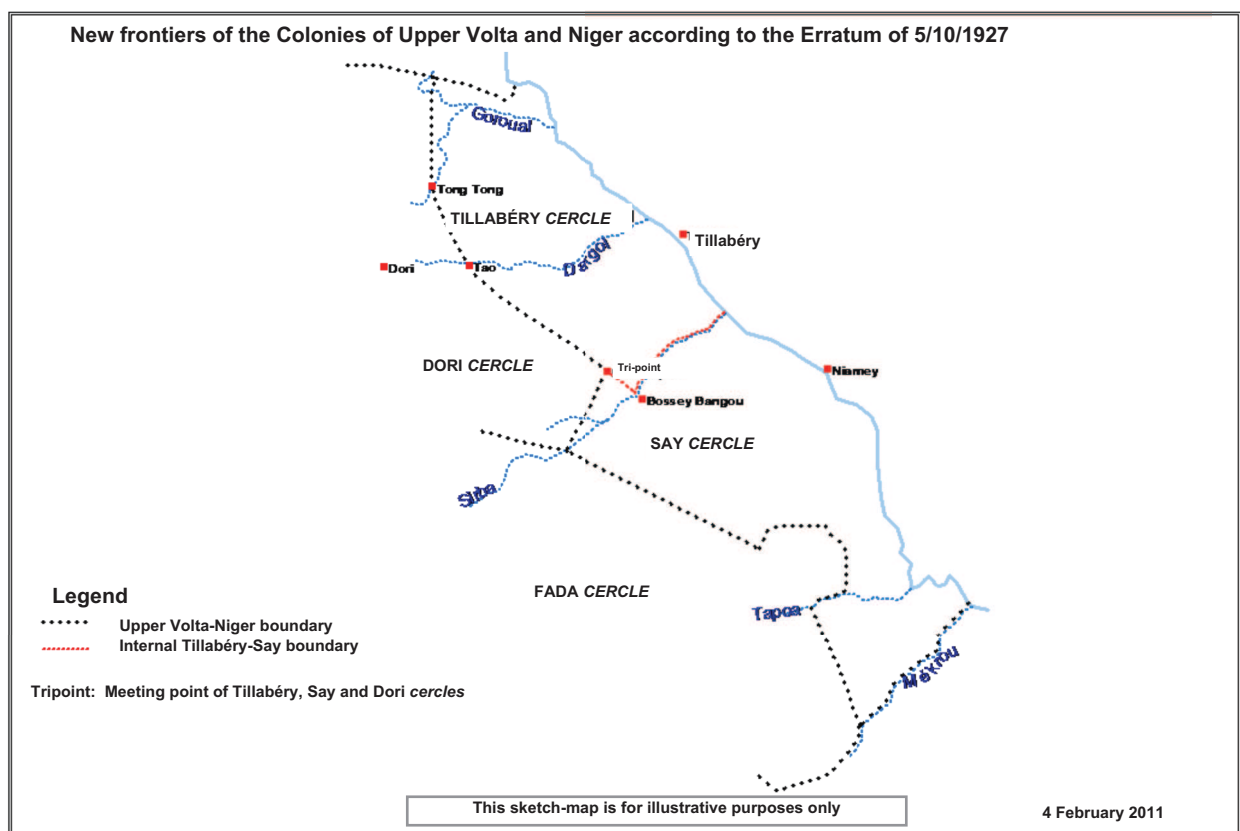 New frontiers of the Colonies of Upper Volta and Niger according to the Erratum of 5/10/1927
Goroual
Tong Tong
TILLABÉRY CERCLE
Tillabéry
Dargol
Dori
Tao
DORI CERCLE
Tri-point
Niamey
Bossey Bangou
SAY CERCLE
Sirba
FADA CERCLE
Tapoa
Mékrou
Legend
Upper Volta-Niger boundary
Internal Tillabéry-Say boundary
Tripoint: Meeting point of Tillabéry, Say and Dori cercles
This sketch-map is for illustrative purposes only
4 February 2011